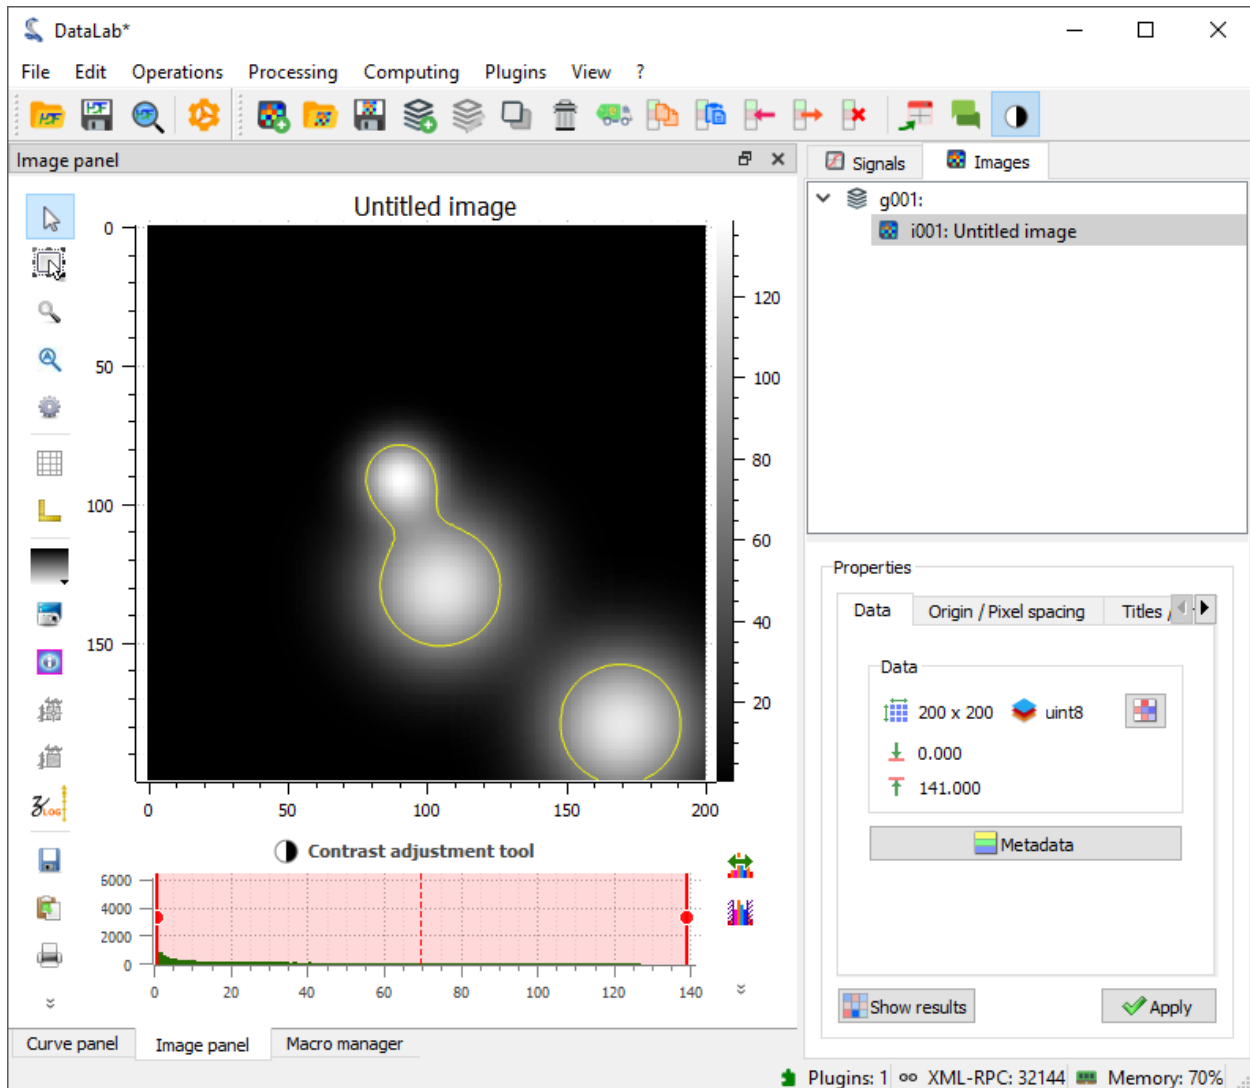 DataLab*
File Edit Operations Processing Computing Plugins View ?
Image panel
Signals Images
g001:
i001: Untitled image
Untitled image
0
50
100
150
0 50 100 150 200
120
100
80
60
40
20
Contrast adjustment tool
6000
4000
2000
0
0 20 40 60 80 100 120 140
Properties
Data Origin / Pixel spacing Titles /
Data
200 x 200 uint8
0.000
141.000
Metadata
Show results Apply
Curve panel Image panel Macro manager
Plugins: 1 XML-RPC: 32144 Memory: 70%